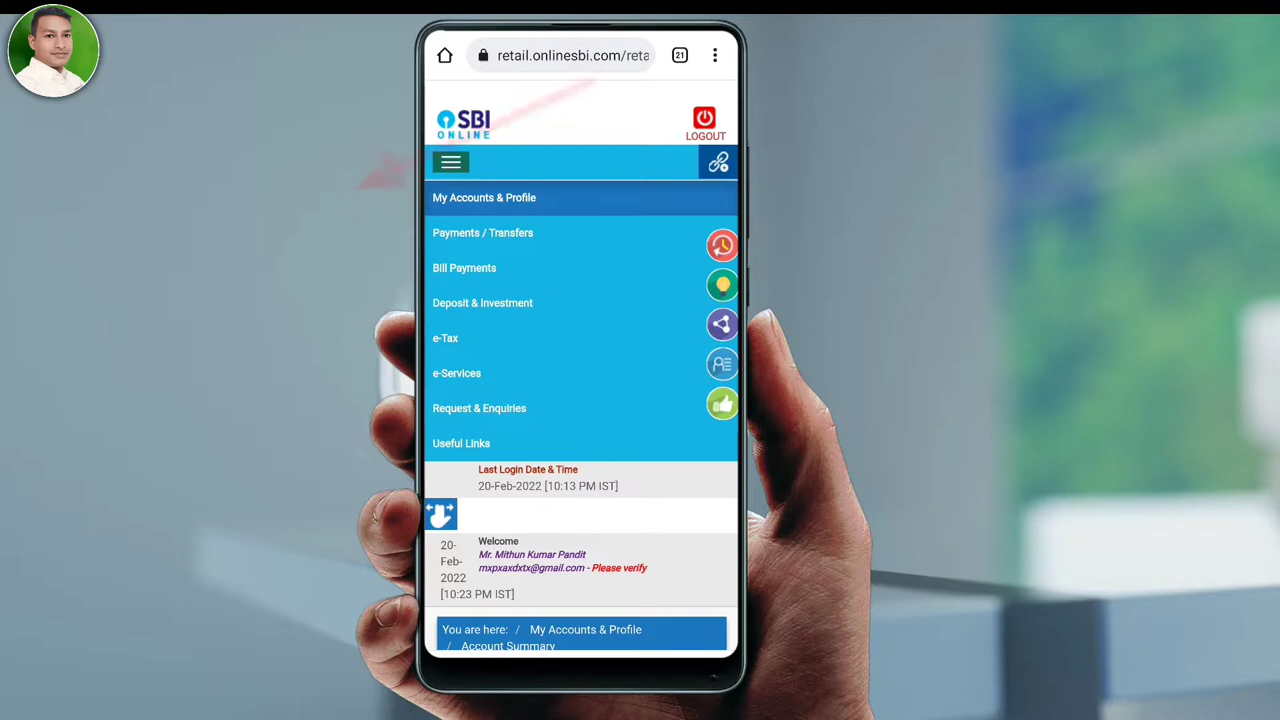 retail.onlinesbi.com/reta
21
SBI
ONLINE
LOGOUT
My Accounts & Profile
Payments / Transfers
Bill Payments
Deposit & Investment
e-Tax
e-Services
Request & Enquiries
Useful Links
Last Login Date & Time
20-Feb-2022 [10:13 PM IST]
20-
Feb-
2022
[10:23 PM IST]
Welcome
Mr. Mithun Kumar Pandit
mxpxaxdxtx@gmail.com - Please verify
You are here: / My Accounts & Profile
/ Account Summary